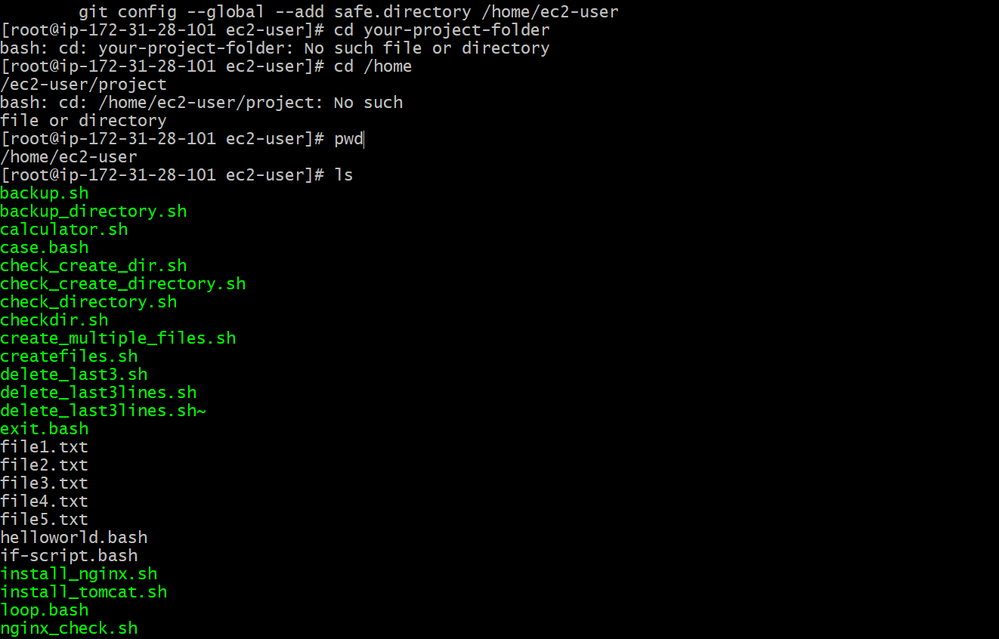 git config --global --add safe.directory /home/ec2-user
[root@ip-172-31-28-101 ec2-user]# cd your-project-folder
bash: cd: your-project-folder: No such file or directory
[root@ip-172-31-28-101 ec2-user]# cd /home
/ec2-user/project
bash: cd: /home/ec2-user/project: No such
file or directory
[root@ip-172-31-28-101 ec2-user]# pwd
/home/ec2-user
[root@ip-172-31-28-101 ec2-user]# ls
backup.sh
backup_directory.sh
calculator.sh
case.bash
check_create_dir.sh
check_create_directory.sh
check_directory.sh
checkdir.sh
create_multiple_files.sh
createfiles.sh
delete_last3.sh
delete_last3lines.sh
delete_last3lines.sh~
exit.bash
file1.txt
file2.txt
file3.txt
file4.txt
file5.txt
helloworld.bash
if-script.bash
install_nginx.sh
install_tomcat.sh
loop.bash
nginx_check.sh